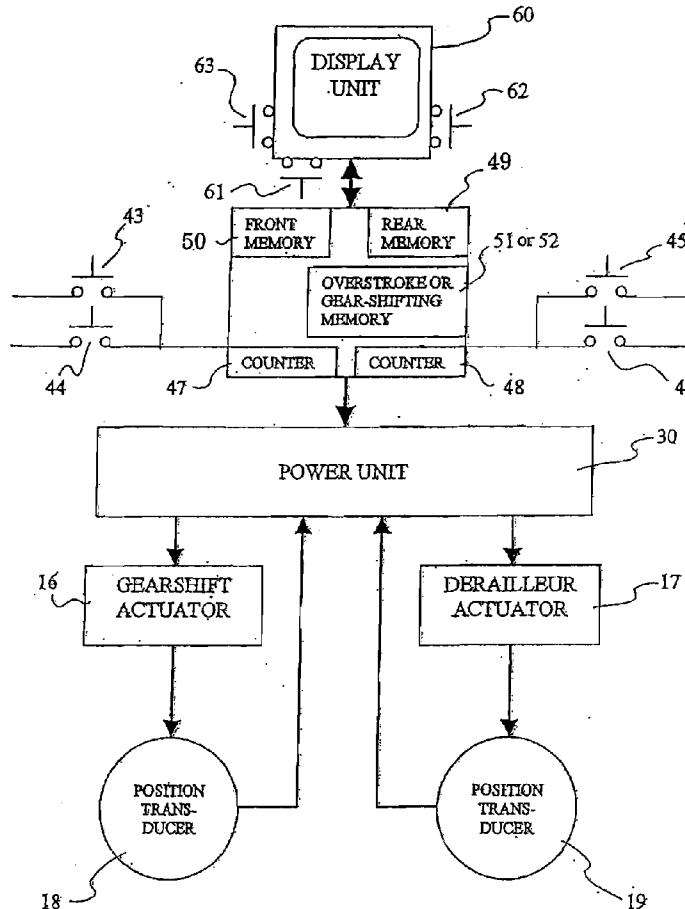 60
63
DISPLAY
UNIT
62
61
49
43
50
FRONT
MEMORY
REAR
MEMORY
51 or 52
45
OVERSTROKE OR
GEAR-SHIFTING
MEMORY
44
COUNTER
COUNTER
47
48
4
30
POWER UNIT
16
GEARSHIFT
ACTUATOR
DERAILLEUR
ACTUATOR
17
POSITION
TRANS-
DUCER
POSITION
TRANS-
DUCER
18
19